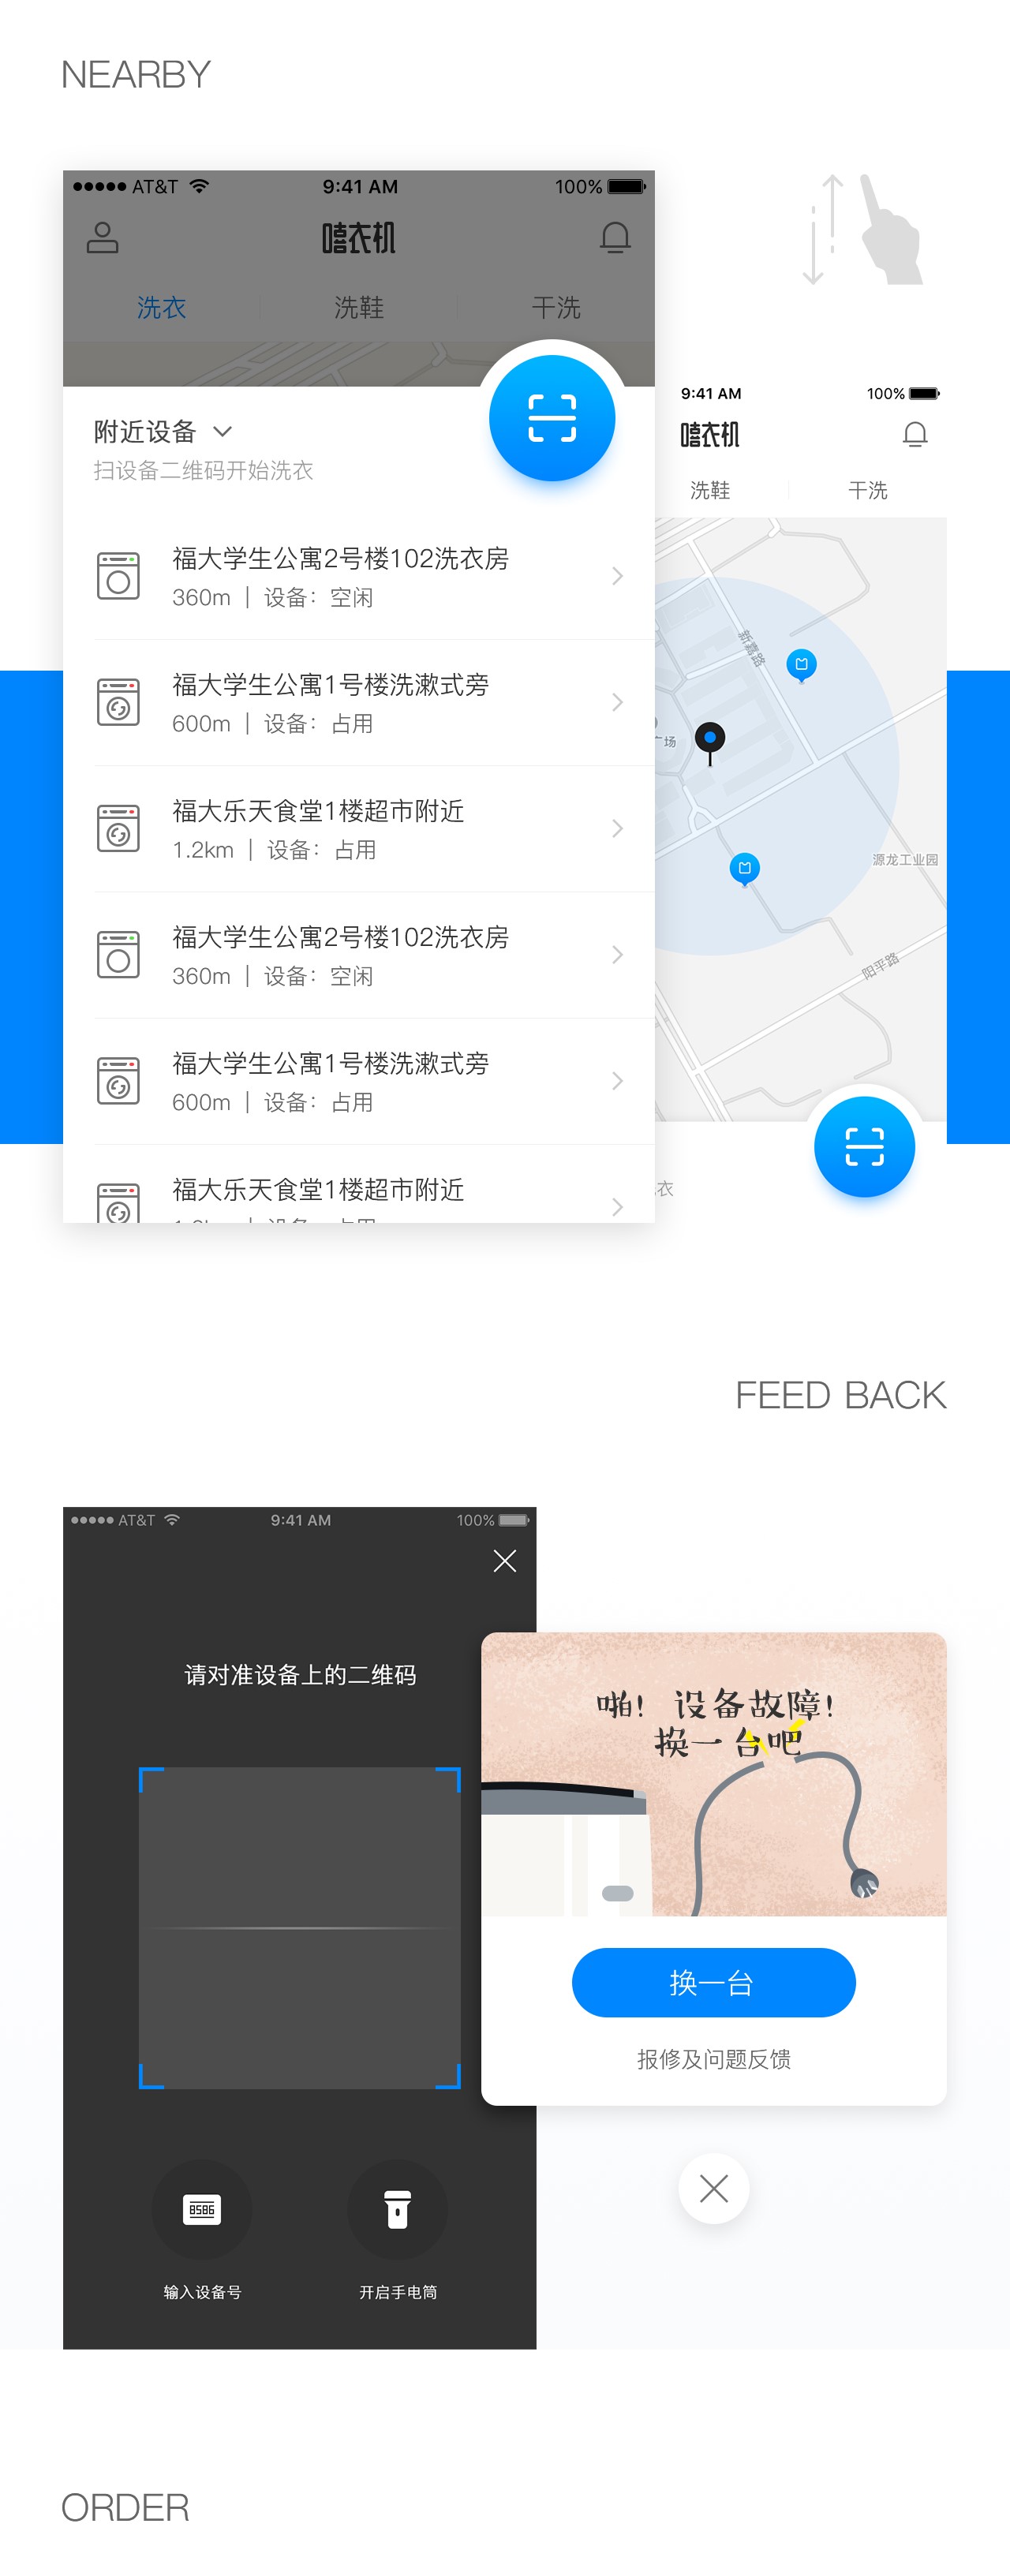 NEARBY
AT&T 9:41 AM 100%
嘻衣机
洗衣 洗鞋 干洗
附近设备
扫设备二维码开始洗衣
福大学生公寓2号楼102洗衣房
360m | 设备：空闲
福大学生公寓1号楼洗漱式旁
600m | 设备：占用
福大乐天食堂1楼超市附近
1.2km | 设备：占用
福大学生公寓2号楼102洗衣房
360m | 设备：空闲
福大学生公寓1号楼洗漱式旁
600m | 设备：占用
福大乐天食堂1楼超市附近
9:41 AM 100%
嘻衣机
洗鞋 干洗
新嘉路
广场
源龙工业园
阳平路
衣
FEED BACK
AT&T 9:41 AM 100%
请对准设备上的二维码
8586
输入设备号 开启手电筒
啪！设备故障！
换一台吧
换一台
报修及问题反馈
ORDER